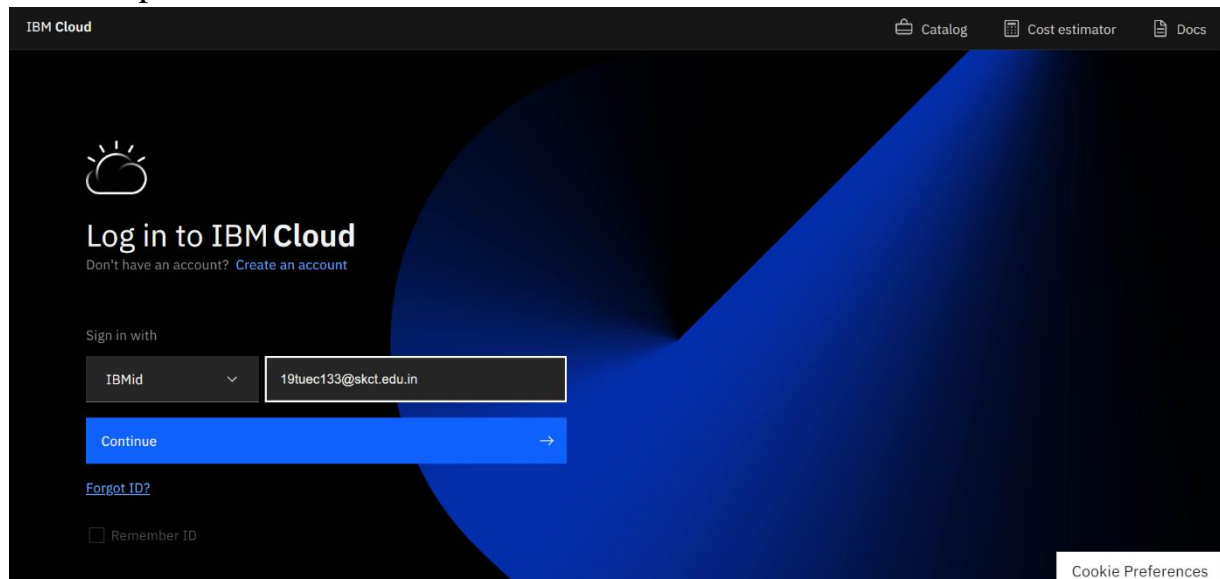 IBM Cloud Catalog Cost estimator Docs
Log in to IBM Cloud
Don't have an account? Create an account
Sign in with
IBMid 19tuec133@skct.edu.in
Continue
Forgot ID?
Remember ID
Cookie Preferences